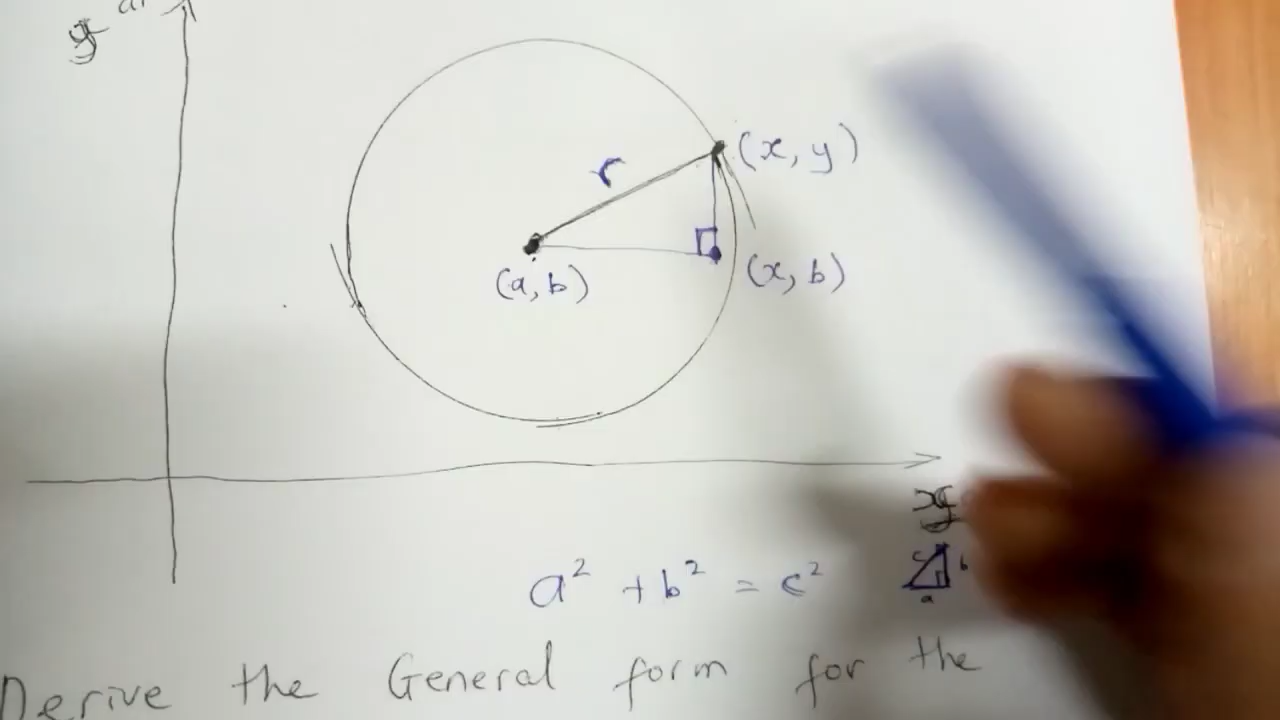 y
r
(x, y)
(a, b)
(x, b)
x
a² + b² = c²
c b
a
Derive the General form for the